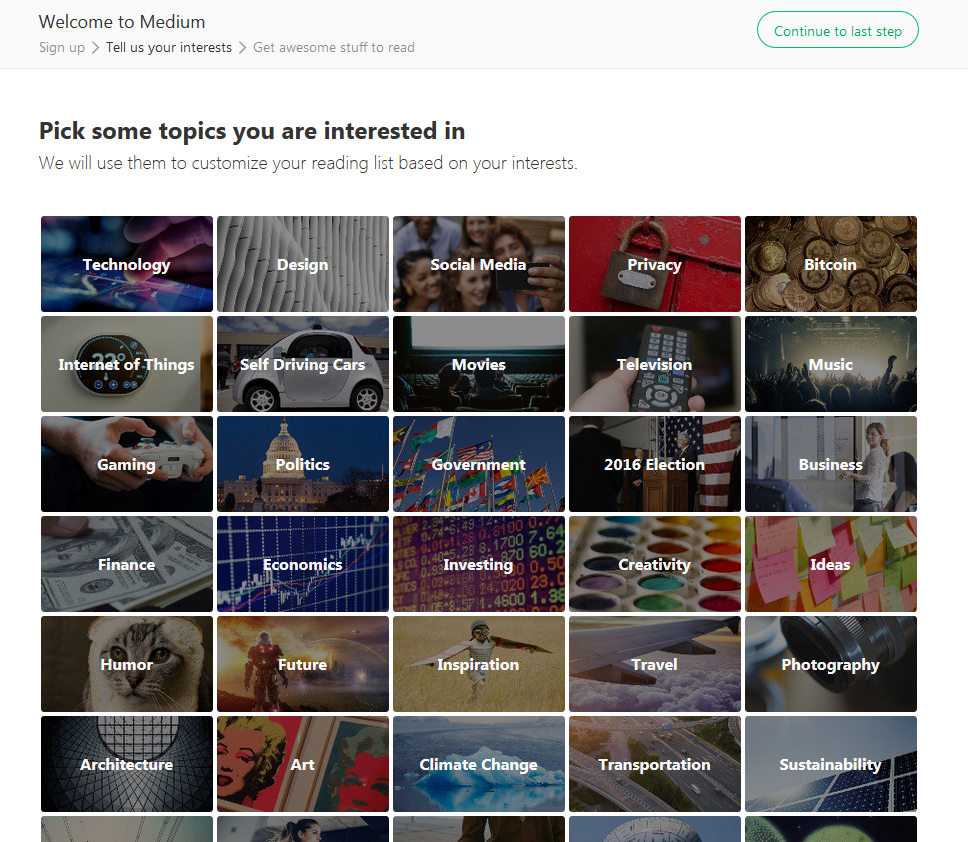 Welcome to Medium
Continue to last step
Sign up > Tell us your interests > Get awesome stuff to read
Pick some topics you are interested in
We will use them to customize your reading list based on your interests.
Technology
Design
Social Media
Privacy
Bitcoin
Internet of Things
Self Driving Cars
Movies
Television
Music
Gaming
Politics
Government
2016 Election
Business
Finance
Economics
Investing
Creativity
Ideas
Humor
Future
Inspiration
Travel
Photography
Architecture
Art
Climate Change
Transportation
Sustainability